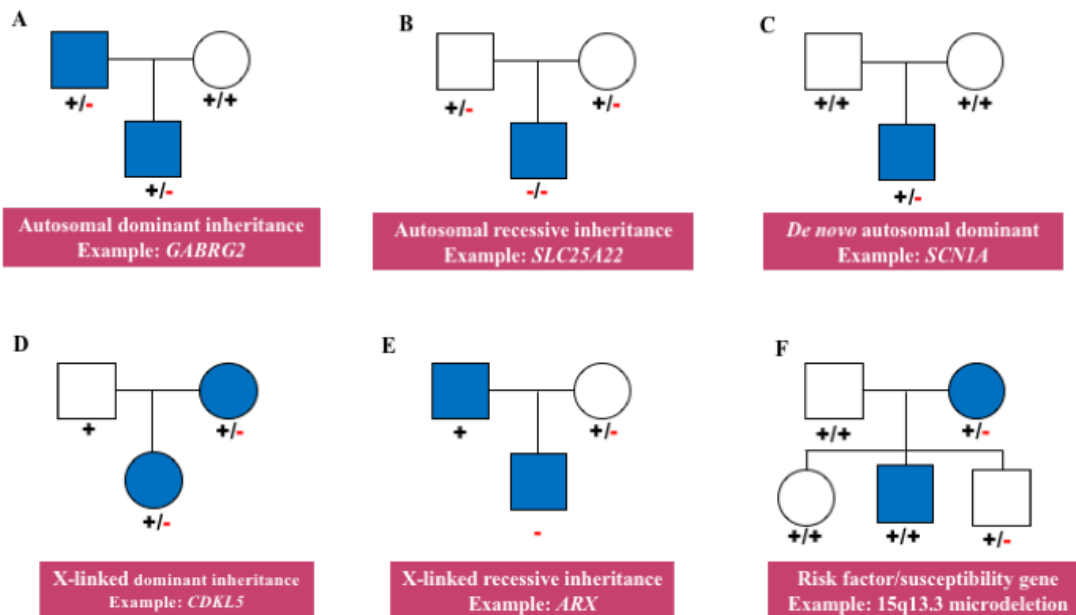 A
+/-
+/+
+/-
Autosomal dominant inheritance
Example: GABRG2
B
+/-
+/-
-/-
Autosomal recessive inheritance
Example: SLC25A22
C
+/+
+/+
+/-
De novo autosomal dominant
Example: SCN1A
D
+
+/-
+/-
X-linked dominant inheritance
Example: CDKL5
E
+
+/-
-
X-linked recessive inheritance
Example: ARX
F
+/+
+/-
+/+
+/+
+/-
Risk factor/susceptibility gene
Example: 15q13.3 microdeletion